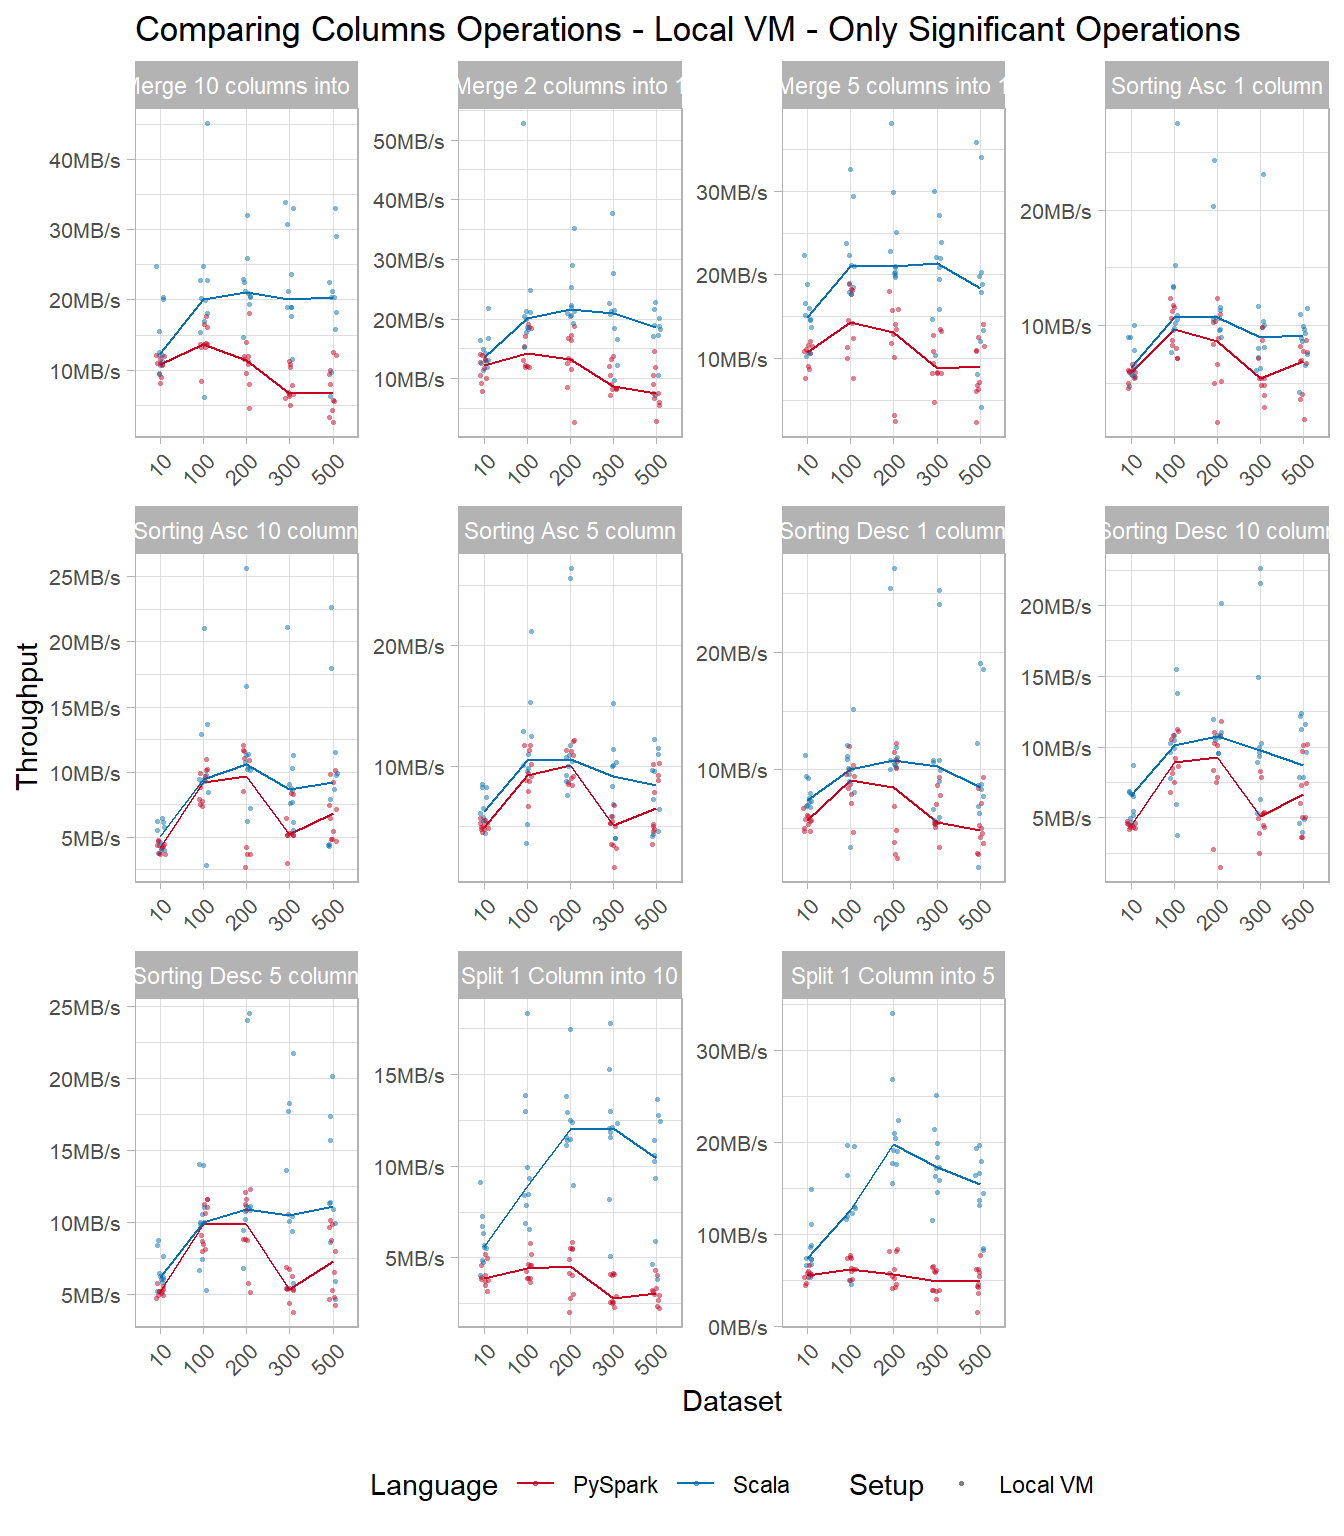 Comparing Columns Operations - Local VM - Only Significant Operations
Merge 10 columns into
Merge 2 columns into 1
Merge 5 columns into 1
Sorting Asc 1 column
40MB/s
30MB/s
20MB/s
10MB/s
50MB/s
40MB/s
30MB/s
20MB/s
10MB/s
30MB/s
20MB/s
10MB/s
20MB/s
10MB/s
10 100 200 300 500
10 100 200 300 500
10 100 200 300 500
10 100 200 300 500
Sorting Asc 10 column
Sorting Asc 5 column
Sorting Desc 1 column
Sorting Desc 10 column
25MB/s
20MB/s
15MB/s
10MB/s
5MB/s
20MB/s
10MB/s
20MB/s
10MB/s
20MB/s
15MB/s
10MB/s
5MB/s
10 100 200 300 500
10 100 200 300 500
10 100 200 300 500
10 100 200 300 500
Throughput
Sorting Desc 5 column
Split 1 Column into 10
Split 1 Column into 5
25MB/s
20MB/s
15MB/s
10MB/s
5MB/s
15MB/s
10MB/s
5MB/s
30MB/s
20MB/s
10MB/s
0MB/s
10 100 200 300 500
10 100 200 300 500
10 100 200 300 500
Dataset
Language PySpark Scala Setup Local VM